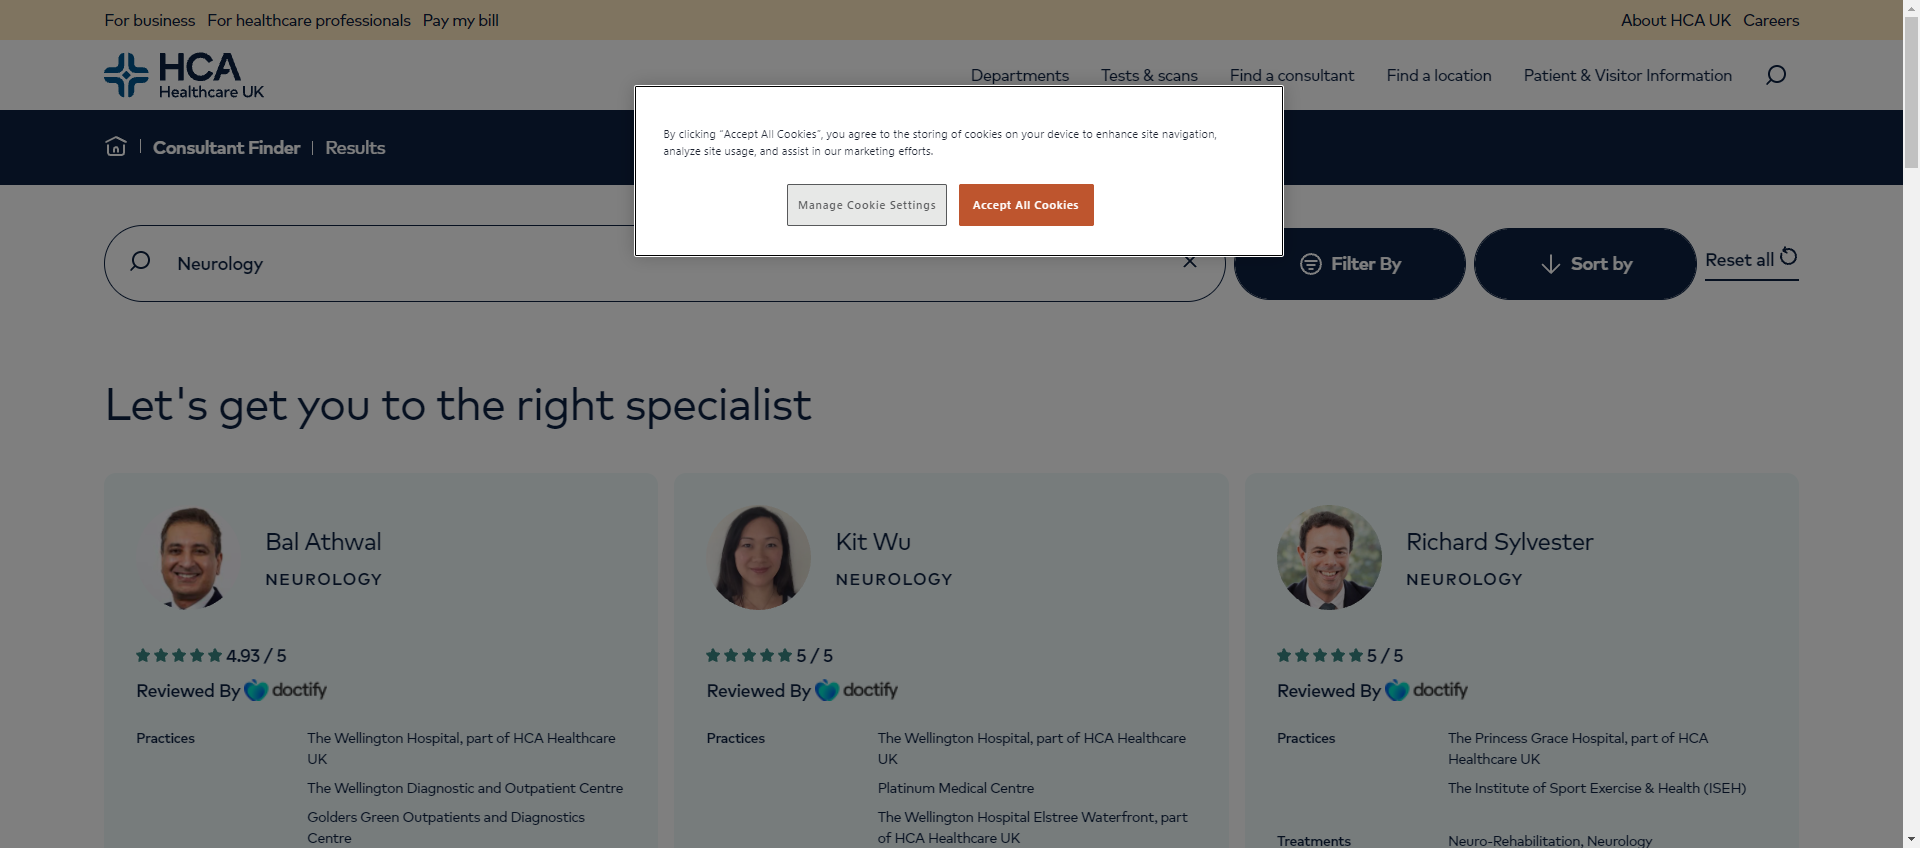 For business For healthcare professionals Pay my bill About HCA UK Careers
HCA
Healthcare UK
Departments Tests & scans Find a consultant Find a location Patient & Visitor Information
Consultant Finder | Results
By clicking “Accept All Cookies”, you agree to the storing of cookies on your device to enhance site navigation,
analyze site usage, and assist in our marketing efforts.
Manage Cookie Settings Accept All Cookies
Neurology
Filter By
Sort by
Reset all
Let's get you to the right specialist
Bal Athwal
NEUROLOGY
4.93 / 5
Reviewed By doctify
Practices
The Wellington Hospital, part of HCA Healthcare
UK
The Wellington Diagnostic and Outpatient Centre
Golders Green Outpatients and Diagnostics
Centre
Kit Wu
NEUROLOGY
5 / 5
Reviewed By doctify
Practices
The Wellington Hospital, part of HCA Healthcare
UK
Platinum Medical Centre
The Wellington Hospital Elstree Waterfront, part
of HCA Healthcare UK
Richard Sylvester
NEUROLOGY
5 / 5
Reviewed By doctify
Practices
The Princess Grace Hospital, part of HCA
Healthcare UK
The Institute of Sport Exercise & Health (ISEH)
Treatments
Neuro-Rehabilitation, Neurology